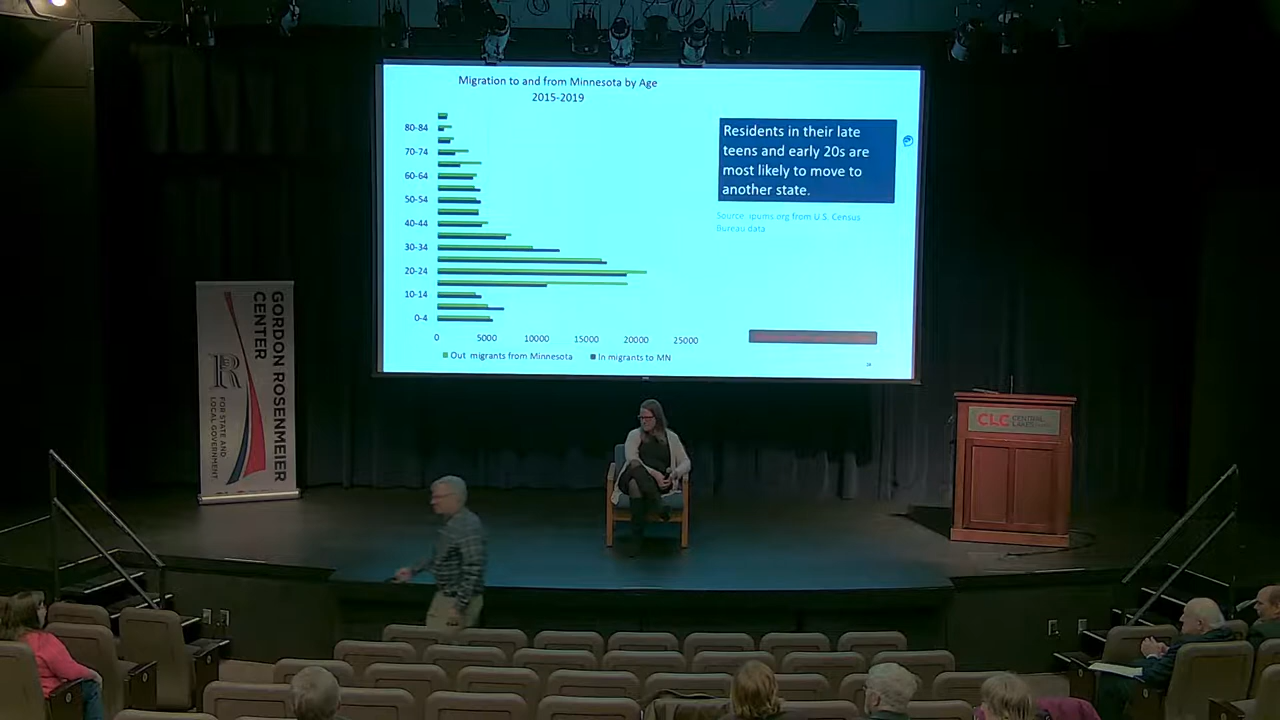 Migration to and from Minnesota by Age
2015-2019
80-84
70-74
60-64
50-54
40-44
30-34
20-24
10-14
0-4
0 5000 10000 15000 20000 25000
Out migrants from Minnesota In migrants to MN
Residents in their late
teens and early 20s are
most likely to move to
another state.
Source: ipums.org from U.S. Census
Bureau data
GORDON ROSENMEIER
CENTER
FOR STATE AND
LOCAL GOVERNMENT
R
CLC CENTRAL
LAKES